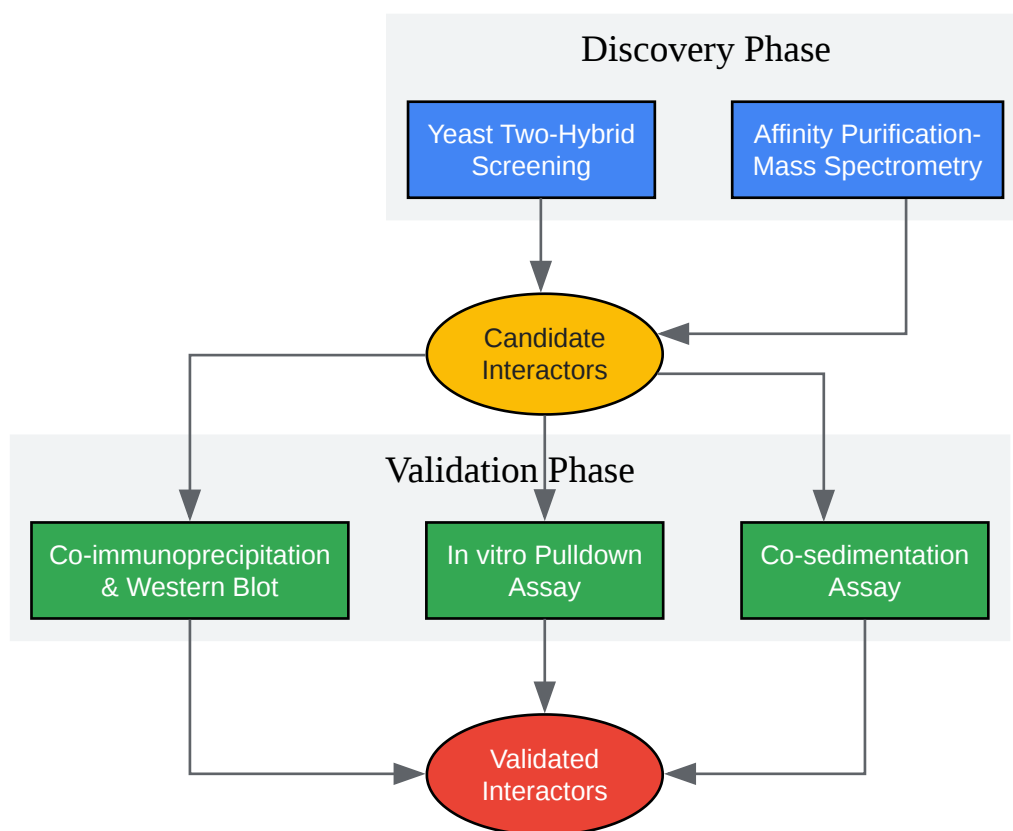 Discovery Phase
Yeast Two-Hybrid
Screening
Affinity Purification-
Mass Spectrometry
Candidate
Interactors
Validation Phase
Co-immunoprecipitation
& Western Blot
In vitro Pulldown
Assay
Co-sedimentation
Assay
Validated
Interactors